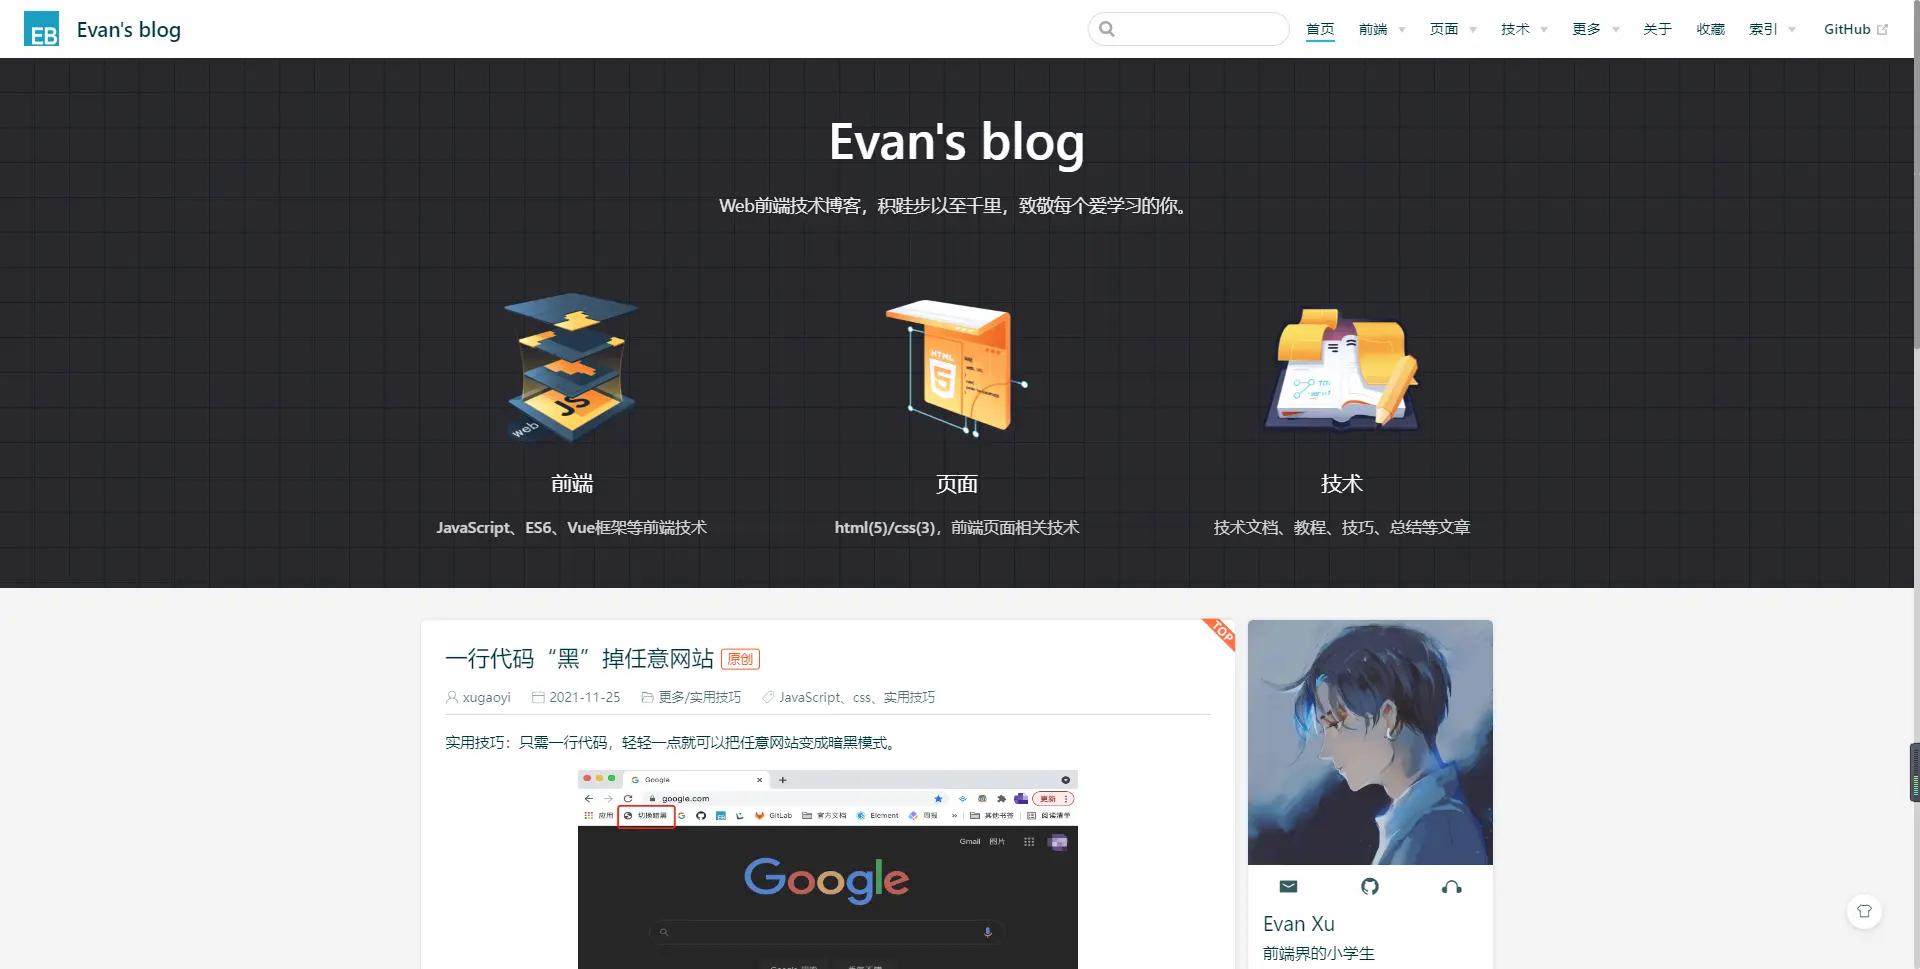 EB Evan's blog 首页 前端 页面 技术 更多 关于 收藏 索引 GitHub
Evan's blog
Web前端技术博客，积跬步以至千里，致敬每个爱学习的你。
JS
web
HTML
5
前端 页面 技术
JavaScript、ES6、Vue框架等前端技术 html(5)/css(3)，前端页面相关技术 技术文档、教程、技巧、总结等文章
TOP
一行代码“黑”掉任意网站 原创
xugaoyi 2021-11-25 更多/实用技巧 JavaScript、css、实用技巧
实用技巧：只需一行代码，轻轻一点就可以把任意网站变成暗黑模式。
Google
google.com 更新
应用 切换暗黑 GitLab 官方文档 Element 周报 » 其他书签 阅读清单
Gmail 图片
Google
Evan Xu
前端界的小学生